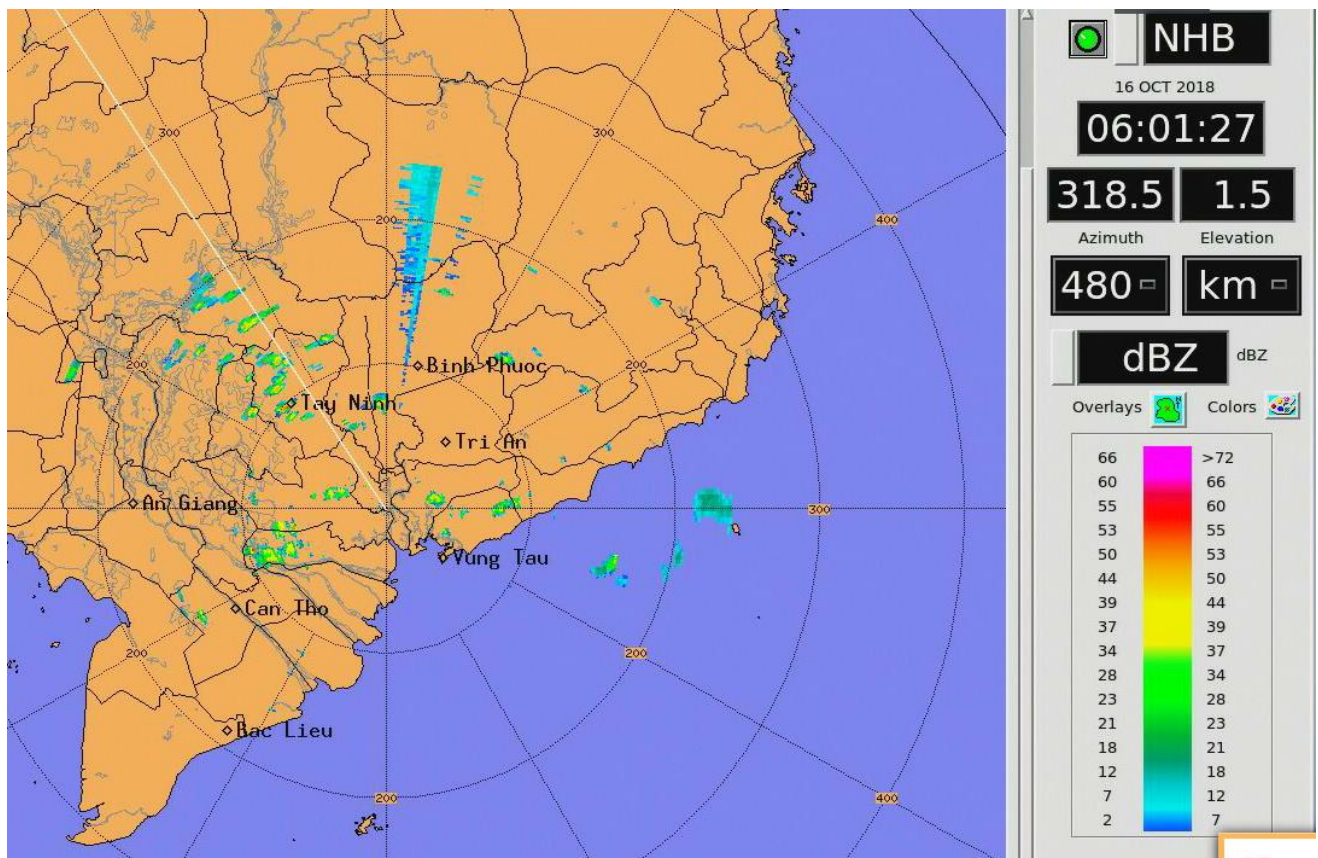 300
300
200
400
200
200
Binh Phuoc
Tay Ninh
Tri An
An Giang
300
Vung Tau
Can Tho
200
200
Bac Lieu
200
400
NHB
16 OCT 2018
06:01:27
318.5 1.5
Azimuth Elevation
480 km
dBZ dBZ
Overlays Colors
66 >72
60 66
55 60
53 55
50 53
44 50
39 44
37 39
34 37
28 34
23 28
21 23
18 21
12 18
7 12
2 7